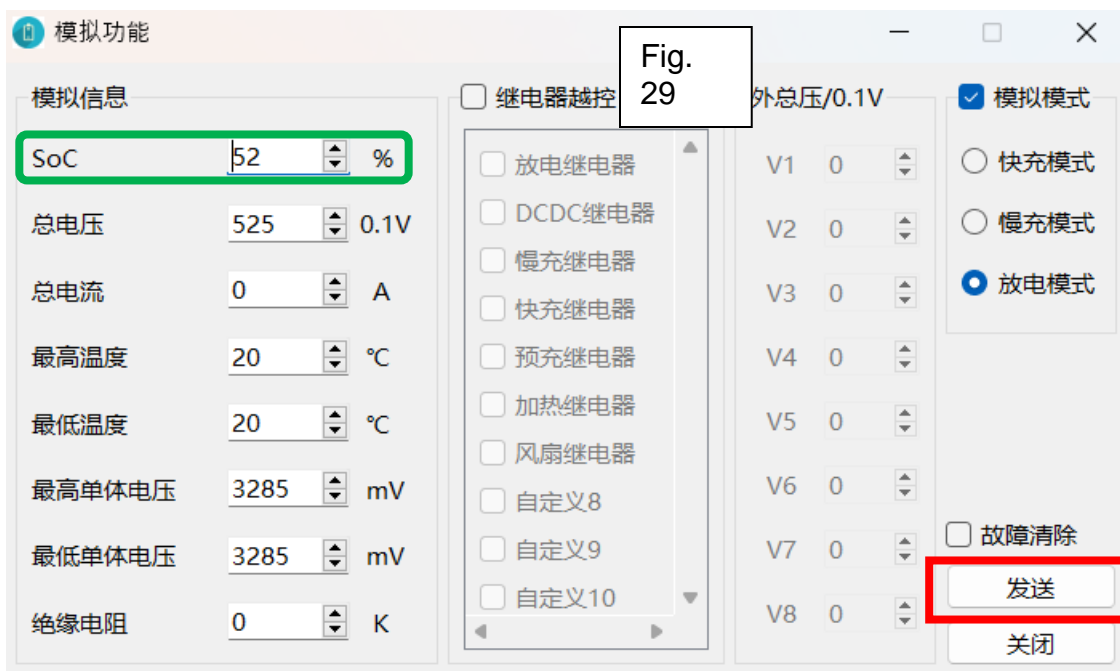 模拟功能
Fig.
29
模拟信息
SoC 52 %
总电压 525 0.1V
总电流 0 A
最高温度 20 ℃
最低温度 20 ℃
最高单体电压 3285 mV
最低单体电压 3285 mV
绝缘电阻 0 K
继电器越控
放电继电器
DCDC继电器
慢充继电器
快充继电器
预充继电器
加热继电器
风扇继电器
自定义8
自定义9
自定义10
外总压/0.1V
V1 0
V2 0
V3 0
V4 0
V5 0
V6 0
V7 0
V8 0
模拟模式
快充模式
慢充模式
放电模式
故障清除
发送
关闭